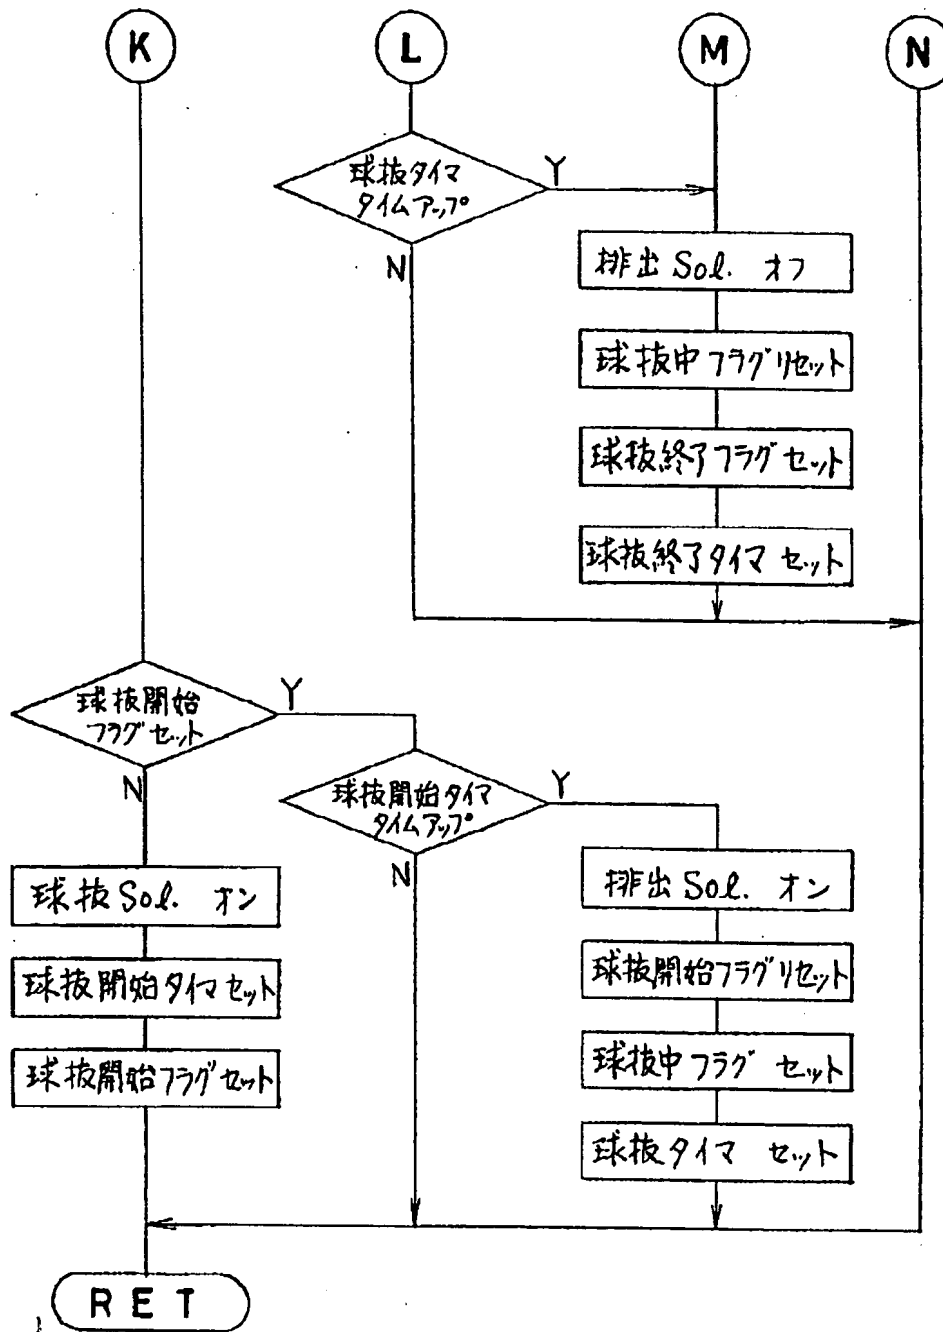 K
L
M
N
球抜タイマ
タイムアップ
Y
N
排出 Sol. オフ
球抜中フラグリセット
球抜終了フラグセット
球抜終了タイマ セット
球抜開始
フラグセット
Y
N
球抜開始タイマ
タイムアップ
Y
N
球抜 Sol. オン
球抜開始タイマセット
球抜開始フラグセット
排出 Sol. オン
球抜開始フラグリセット
球抜中フラグ セット
球抜タイマ セット
RET